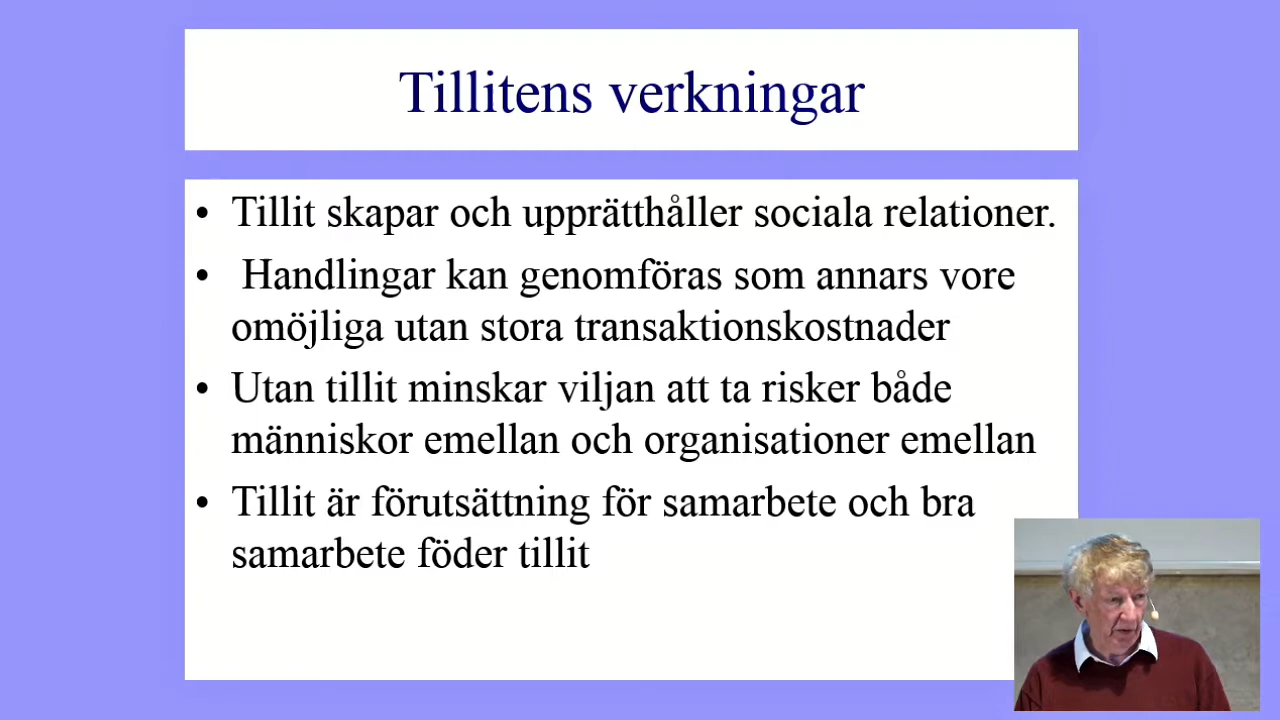 Tillitens verkningar
• Tillit skapar och upprätthåller sociala relationer.
• Handlingar kan genomföras som annars vore
omöjliga utan stora transaktionskostnader
• Utan tillit minskar viljan att ta risker både
människor emellan och organisationer emellan
• Tillit är förutsättning för samarbete och bra
samarbete föder tillit